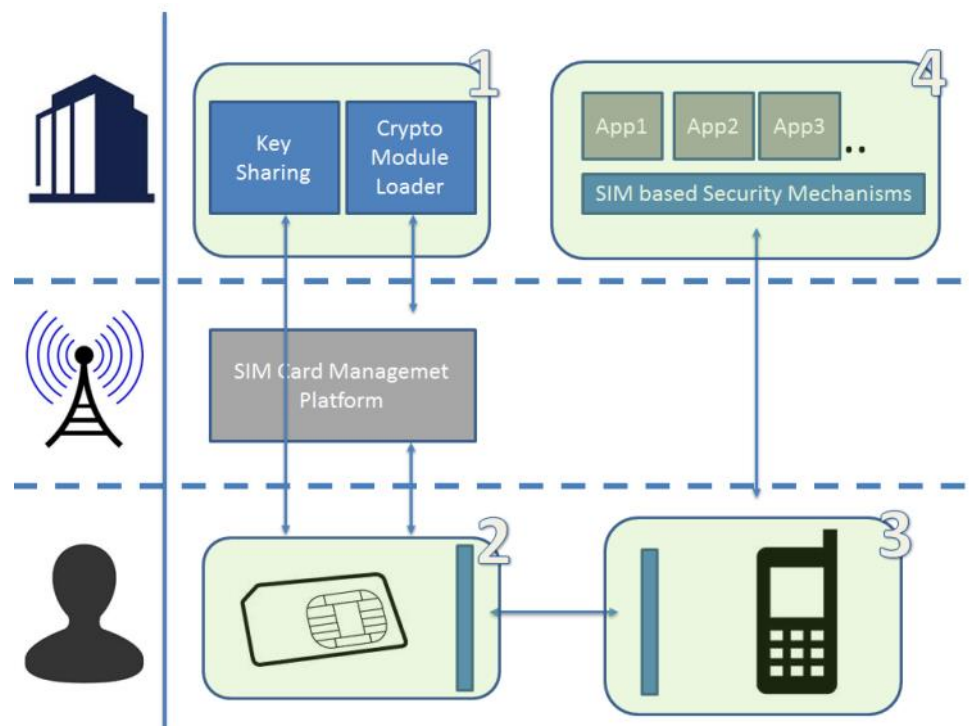 1
Key
Sharing
Crypto
Module
Loader
4
App1
App2
App3
..
SIM based Security Mechanisms
SIM Card Managemet
Platform
2
3